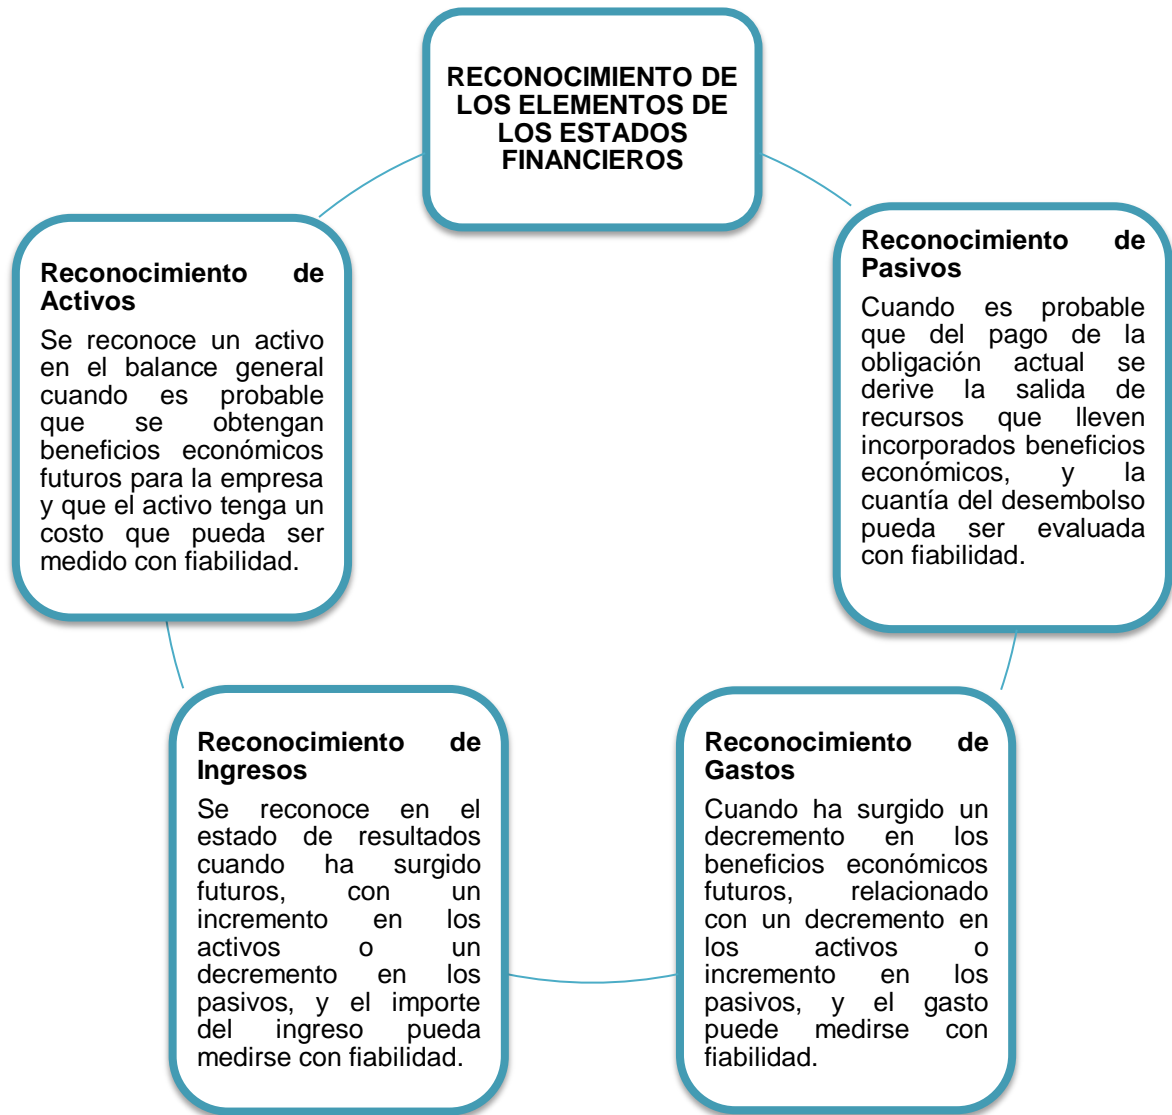 RECONOCIMIENTO DE
LOS ELEMENTOS DE
LOS ESTADOS
FINANCIEROS
Reconocimiento de
Pasivos
Cuando es probable
que del pago de la
obligación actual se
derive la salida de
recursos que lleven
incorporados beneficios
económicos, y la
cuantía del desembolso
pueda ser evaluada
con fiabilidad.
Reconocimiento de
Gastos
Cuando ha surgido un
decremento en los
beneficios económicos
futuros, relacionado
con un decremento en
los activos o
incremento en los
pasivos, y el gasto
puede medirse con
fiabilidad.
Reconocimiento de
Ingresos
Se reconoce en el
estado de resultados
cuando ha surgido
futuros, con un
incremento en los
activos o un
decremento en los
pasivos, y el importe
del ingreso pueda
medirse con fiabilidad.
Reconocimiento de
Activos
Se reconoce un activo
en el balance general
cuando es probable
que se obtengan
beneficios económicos
futuros para la empresa
y que el activo tenga un
costo que pueda ser
medido con fiabilidad.